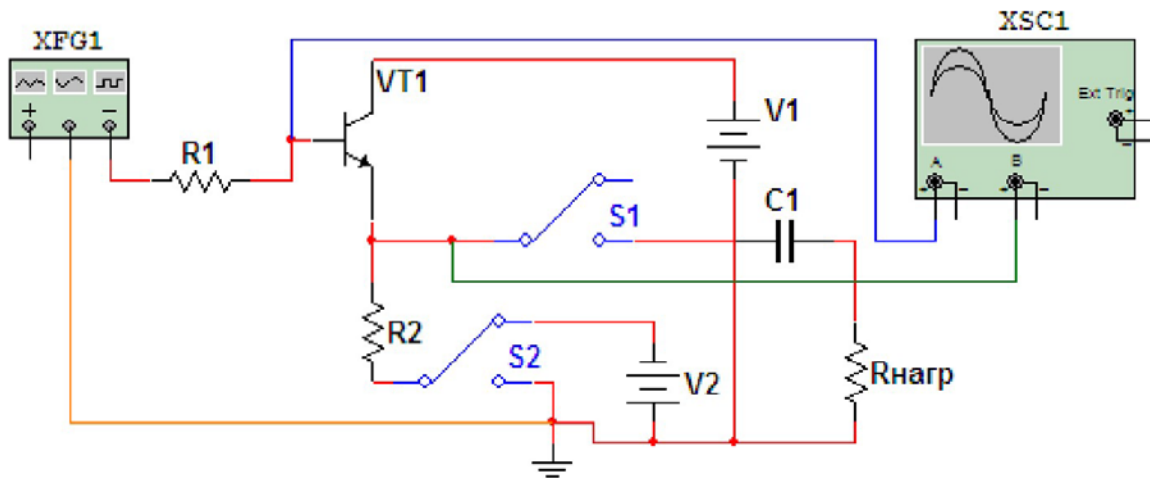 XFG1
XSC1
VT1
V1
Ext Trig
R1
A
B
C1
S1
R2
S2
V2
Rнагр